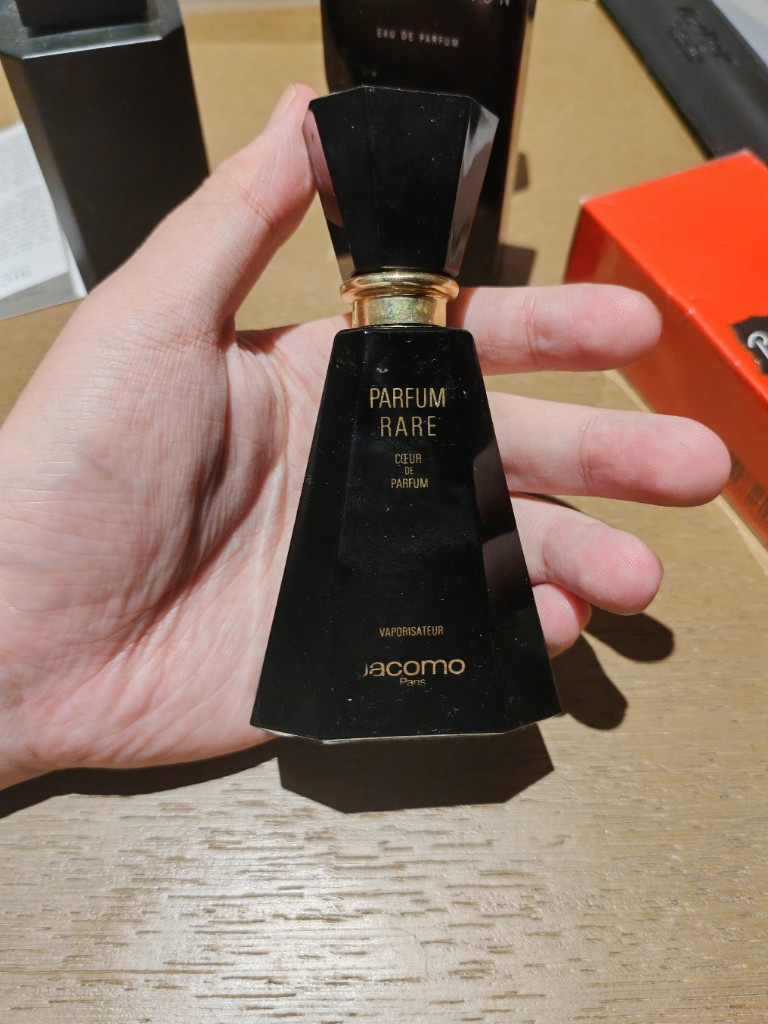 EAU DE PARFUM
PARFUM
RARE
CŒUR
DE
PARFUM
VAPORISATEUR
Jacomo
Paris